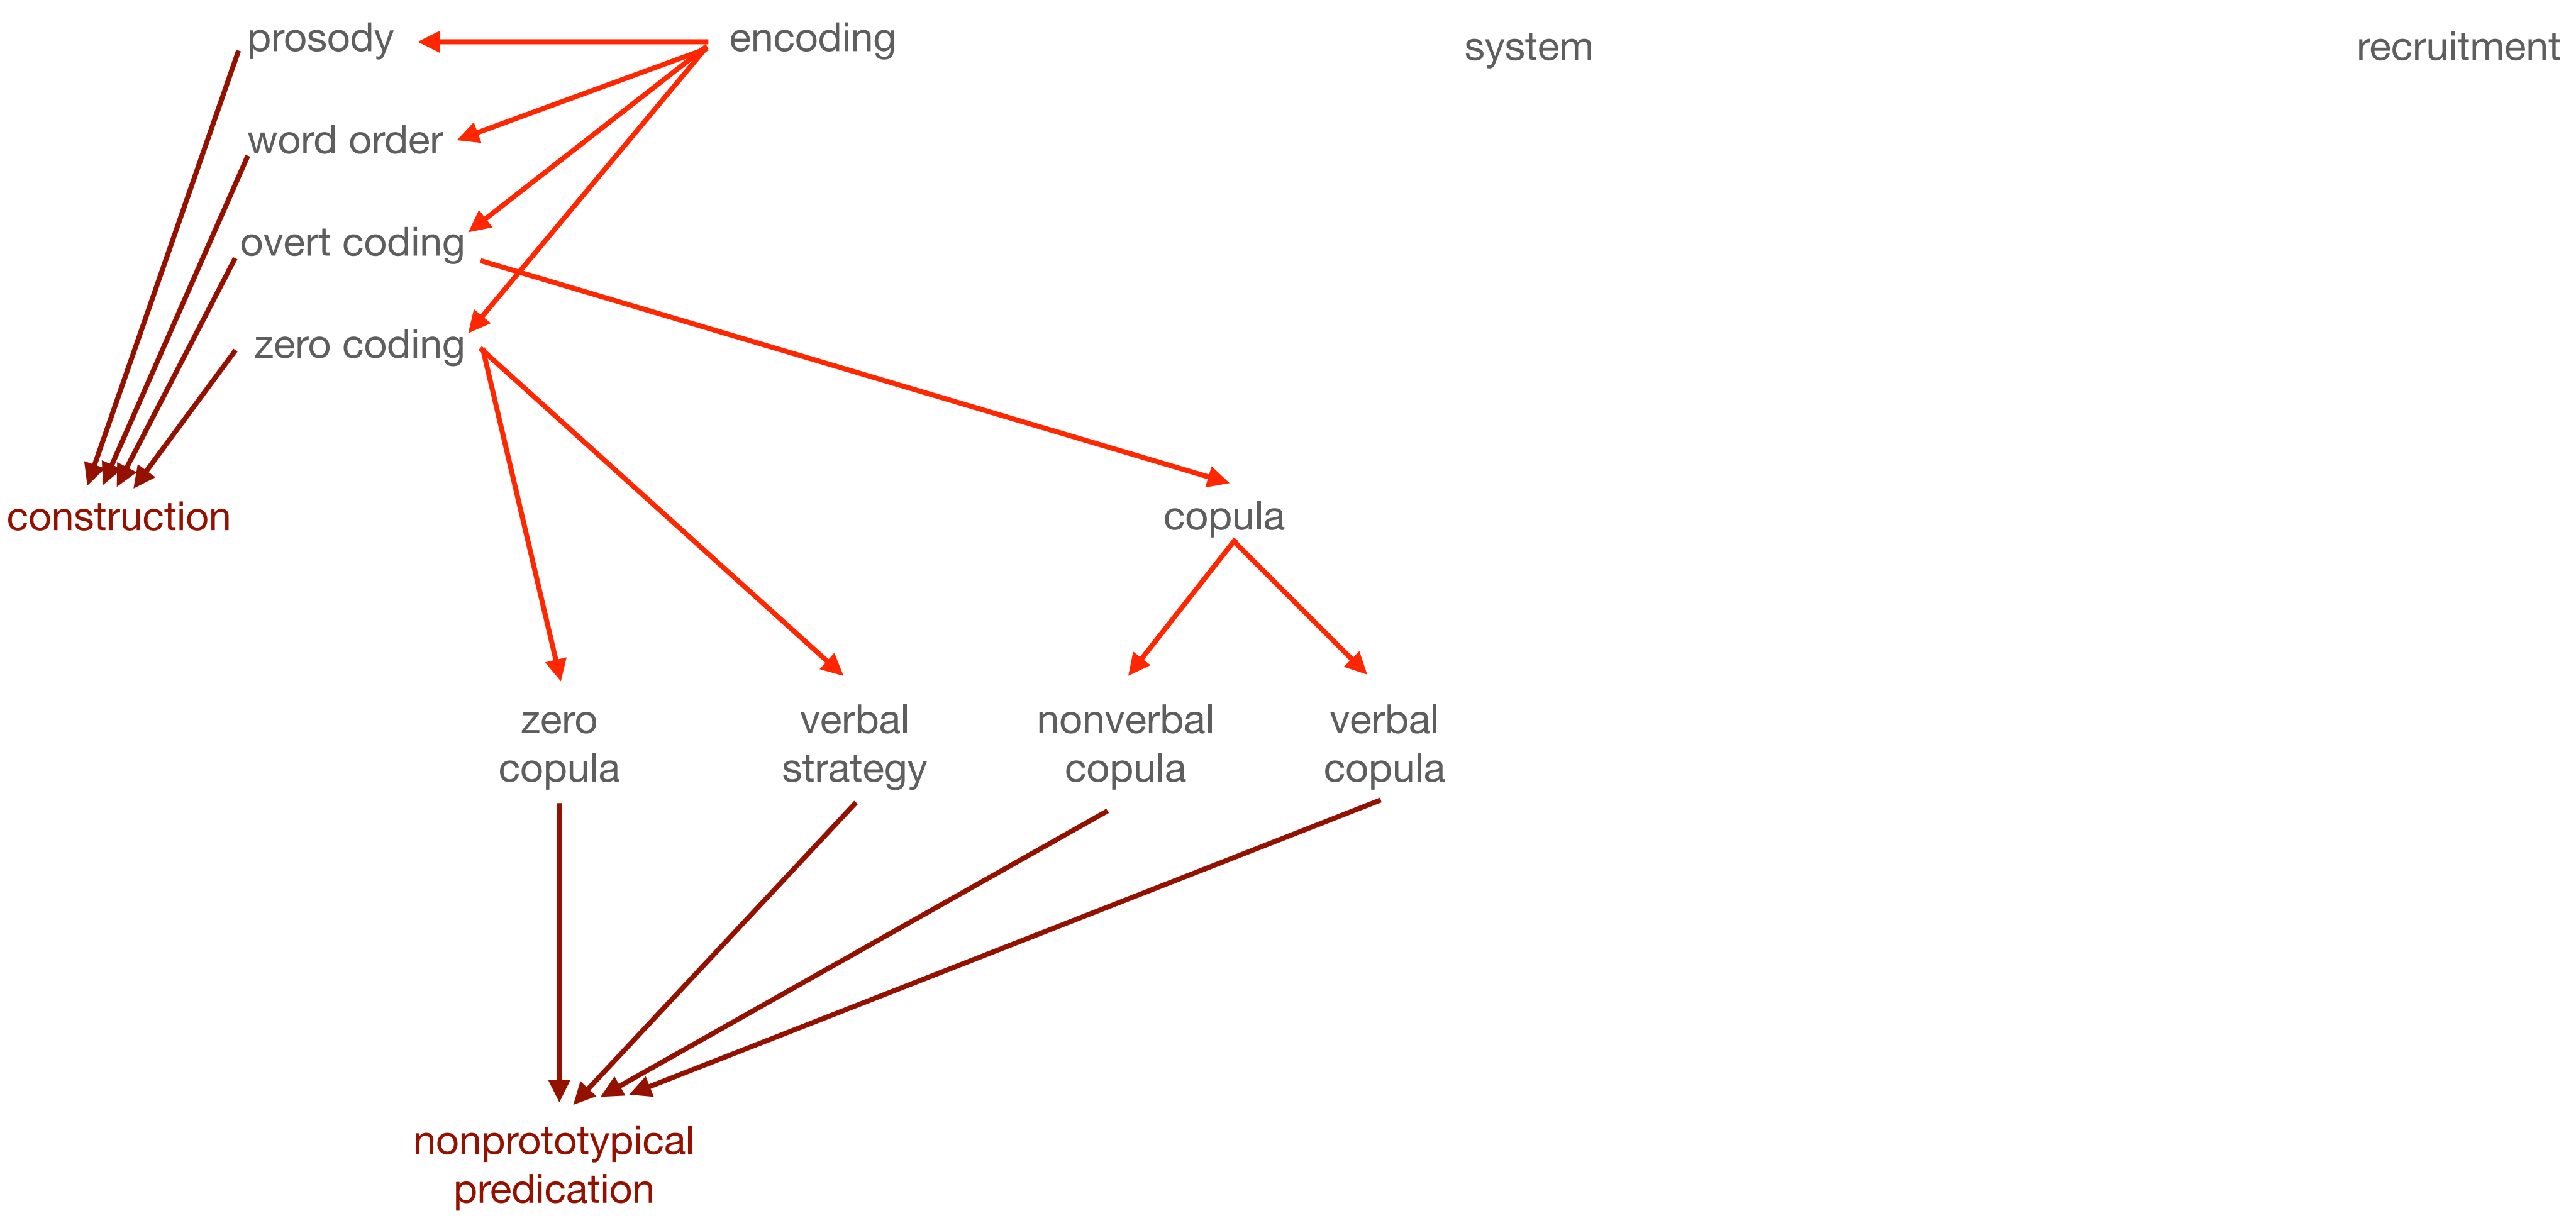 prosody
encoding
system
recruitment
word order
overt coding
zero coding
construction
copula
zero
copula
verbal
strategy
nonverbal
copula
verbal
copula
nonprototypical
predication